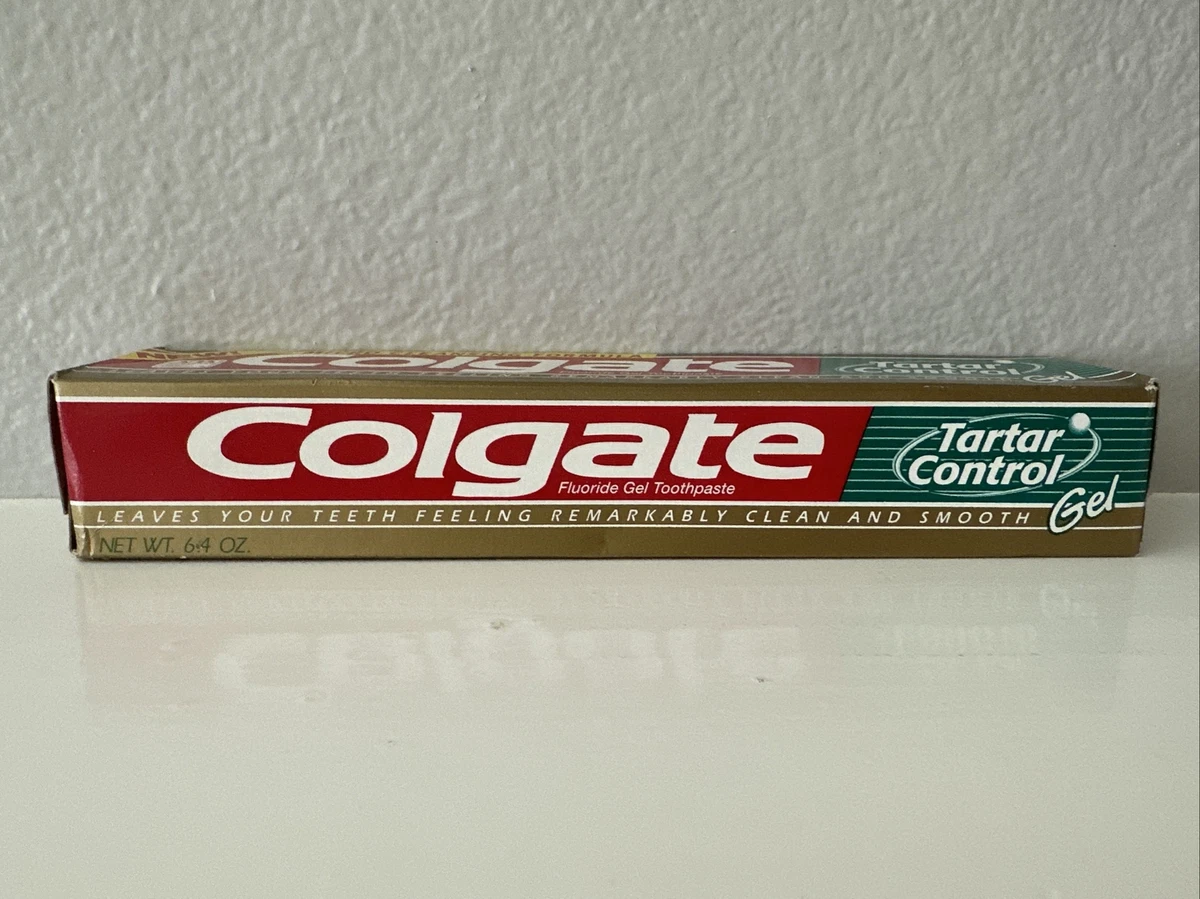 Colgate
Tartar
Control
Gel
Colgate
Fluoride Gel Toothpaste
Tartar
Control
Gel
LEAVES YOUR TEETH FEELING REMARKABLY CLEAN AND SMOOTH
NET WT. 6.4 OZ.